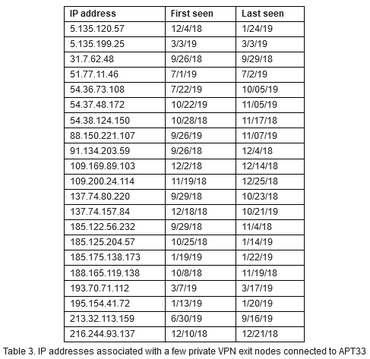 IP address First seen Last seen
5.135.120.57 12/4/18 1/24/19
5.135.199.25 3/3/19 3/3/19
31.7.62.48 9/26/18 9/29/18
51.77.11.46 7/1/19 7/2/19
54.36.73.108 7/22/19 10/05/19
54.37.48.172 10/22/19 11/05/19
54.38.124.150 10/28/18 11/17/18
88.150.221.107 9/26/19 11/07/19
91.134.203.59 9/26/18 12/4/18
109.169.89.103 12/2/18 12/14/18
109.200.24.114 11/19/18 12/25/18
137.74.80.220 9/29/18 10/23/18
137.74.157.84 12/18/18 10/21/19
185.122.56.232 9/29/18 11/4/18
185.125.204.57 10/25/18 1/14/19
185.175.138.173 1/19/19 1/22/19
188.165.119.138 10/8/18 11/19/18
193.70.71.112 3/7/19 3/17/19
195.154.41.72 1/13/19 1/20/19
213.32.113.159 6/30/19 9/16/19
216.244.93.137 12/10/18 12/21/18
Table 3. IP addresses associated with a few private VPN exit nodes connected to APT33